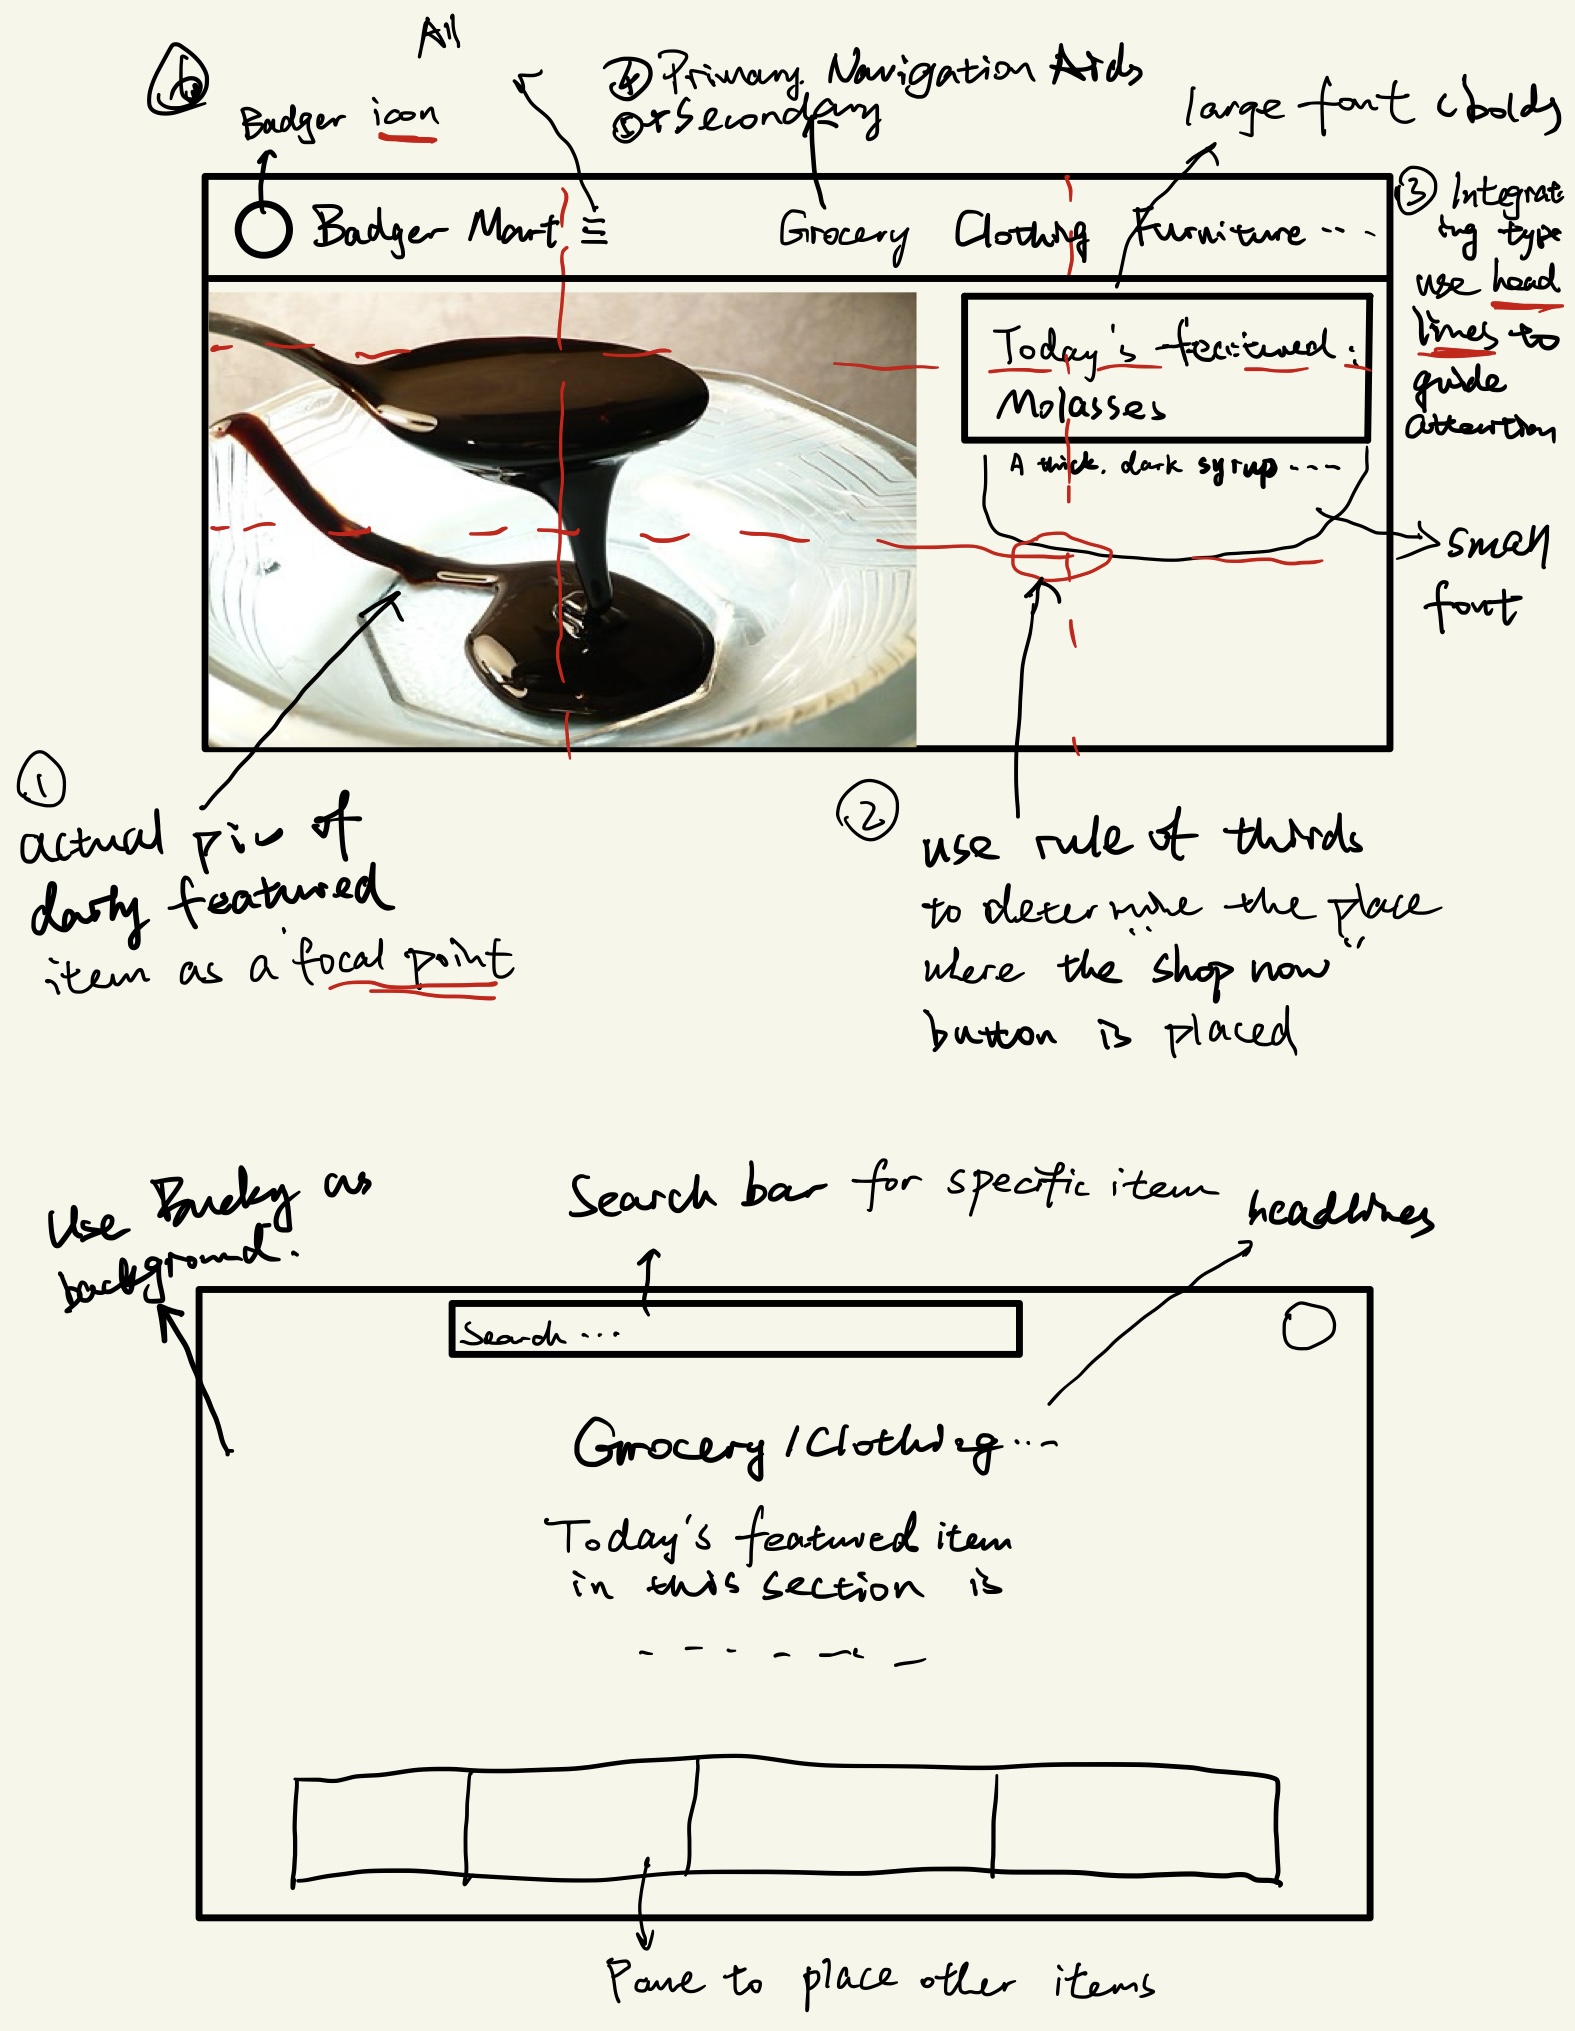 All
⑥
Badger icon
④ Primary Navigation Aids
⑤ + Secondary
large font (bold)
Badger Mart
Grocery Clothing Furniture ---
③ Integrat
ing type
use head
lines to
guide
attention
Today's featured:
Molasses
A thick, dark syrup ----
small
font
①
actual pic of
daily featured
item as a focal point
②
use rule of thirds
to determine the place
where the "shop now"
button is placed
Use Bucky as
background.
Search bar for specific item
headlines
Search ...
Grocery / Clothing ...
Today's featured item
in this section is
------
Pane to place other items